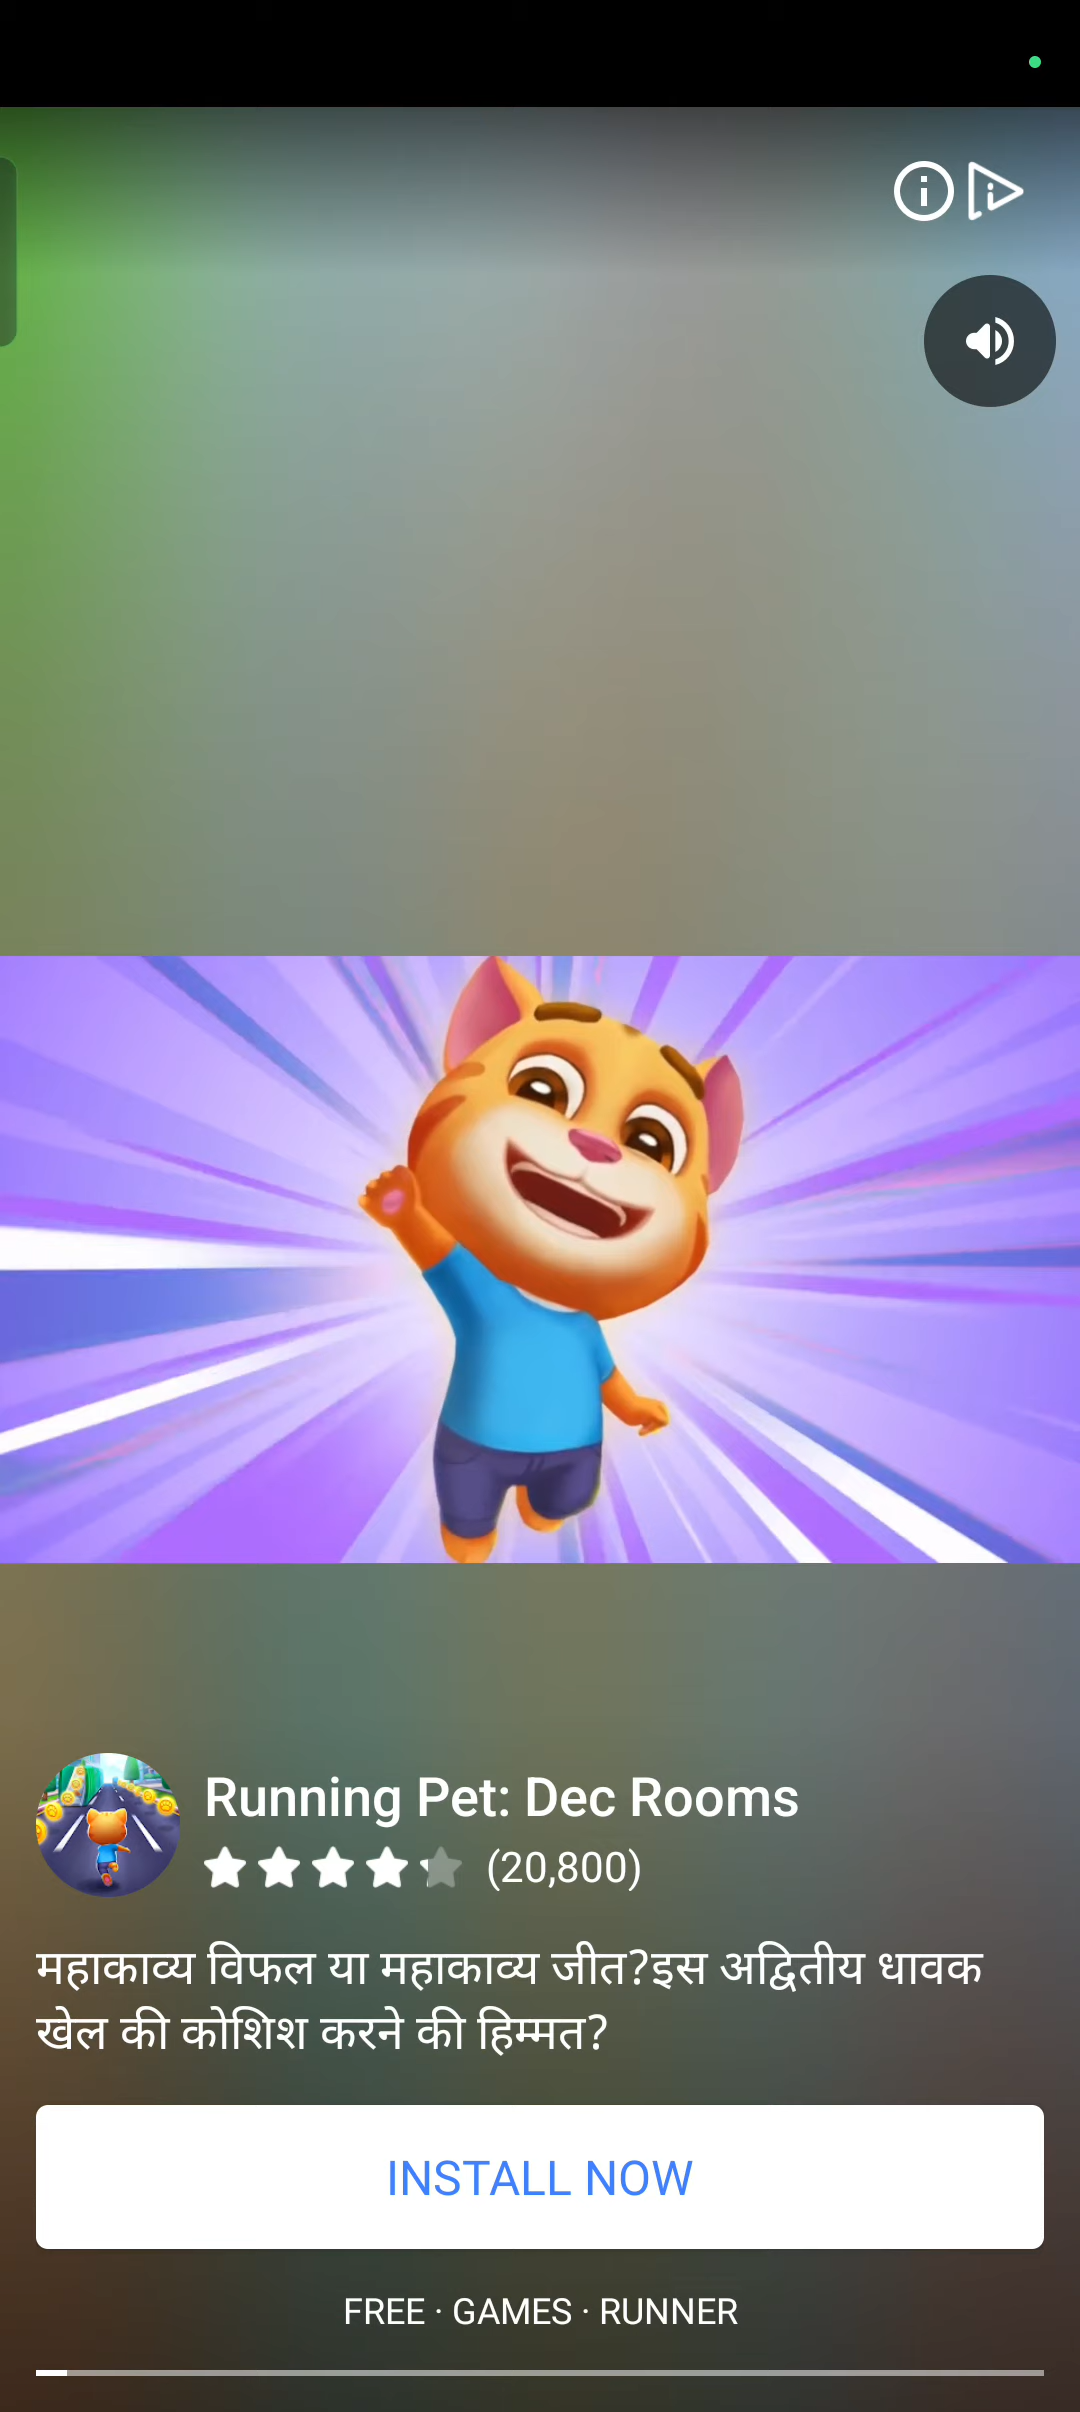 Running Pet: Dec Rooms
(20,800)
महाकाव्य विफल या महाकाव्य जीत?इस अद्वितीय धावक
खेल की कोशिश करने की हिम्मत?
INSTALL NOW
FREE · GAMES · RUNNER